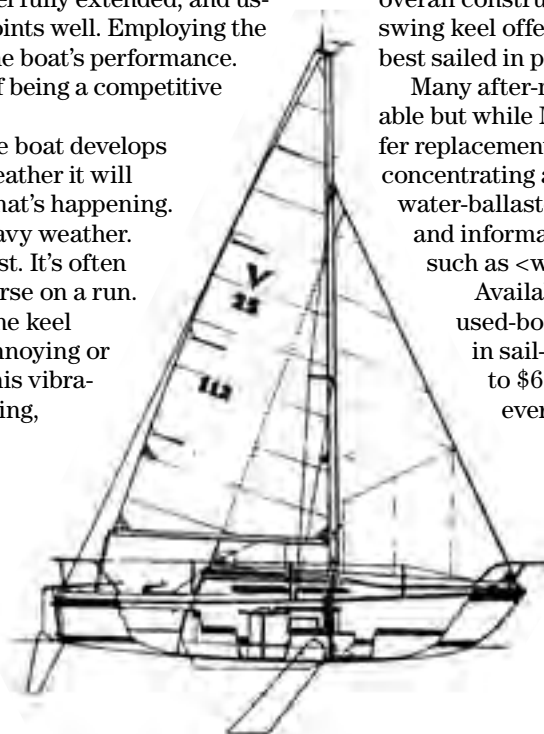 er fully extended, and us-
oints well. Employing the
e boat's performance.
f being a competitive
e boat develops
eather it will
hat's happening.
avy weather.
st. It's often
rse on a run.
ne keel
nnoying or
his vibra-
ing,
V
25
112
overall constru
swing keel offe
best sailed in p
Many after-r
able but while
fer replacement
concentrating a
water-ballast
and informa
such as <w
Availa
used-bo
in sail-
to $6
ever